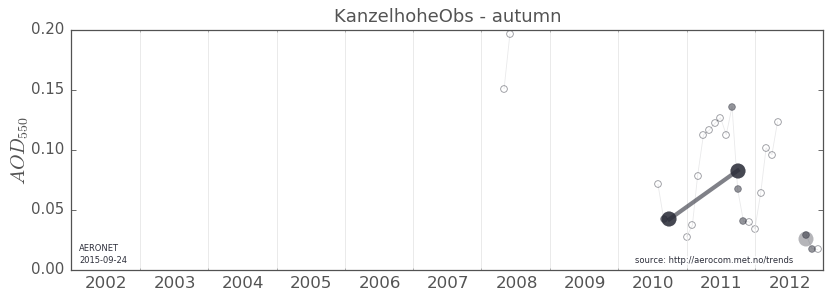 KanzelhoheObs - autumn
0.20
0.15
0.10
0.05
0.00
AOD550
AERONET
2015-09-24
source: http://aerocom.met.no/trends
2002 2003 2004 2005 2006 2007 2008 2009 2010 2011 2012